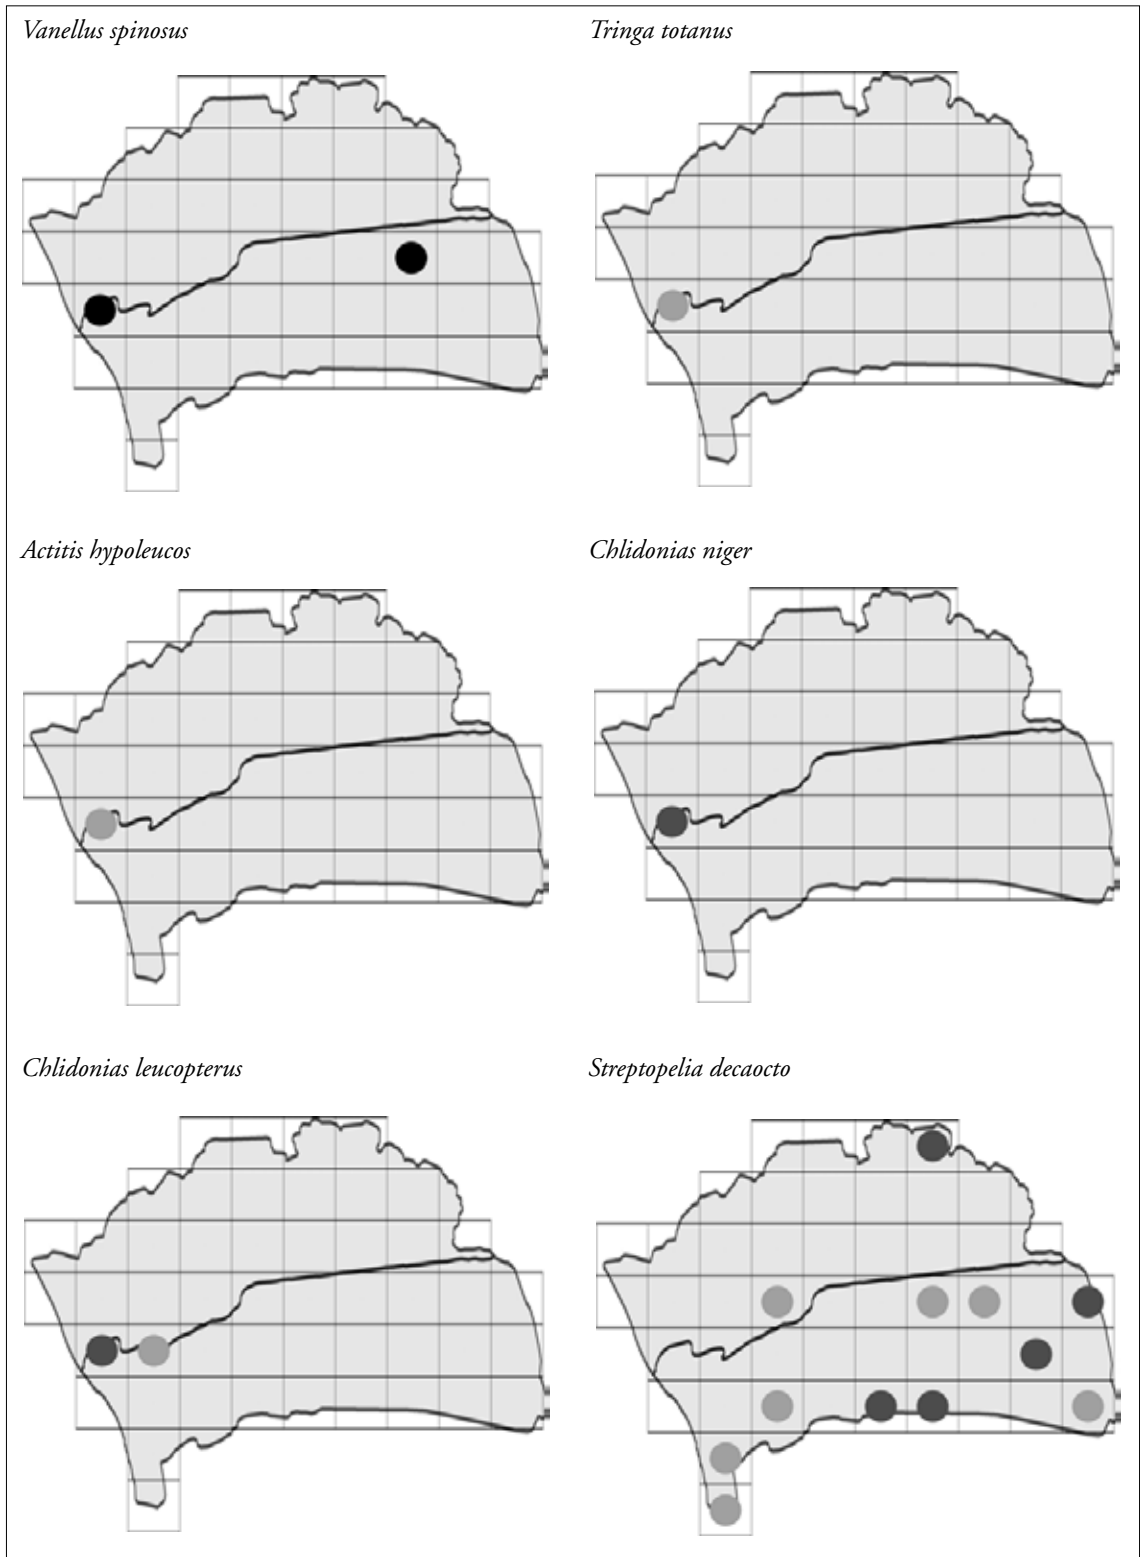 Vanellus spinosus
Tringa totanus
Actitis hypoleucos
Chlidonias niger
Chlidonias leucopterus
Streptopelia decaocto